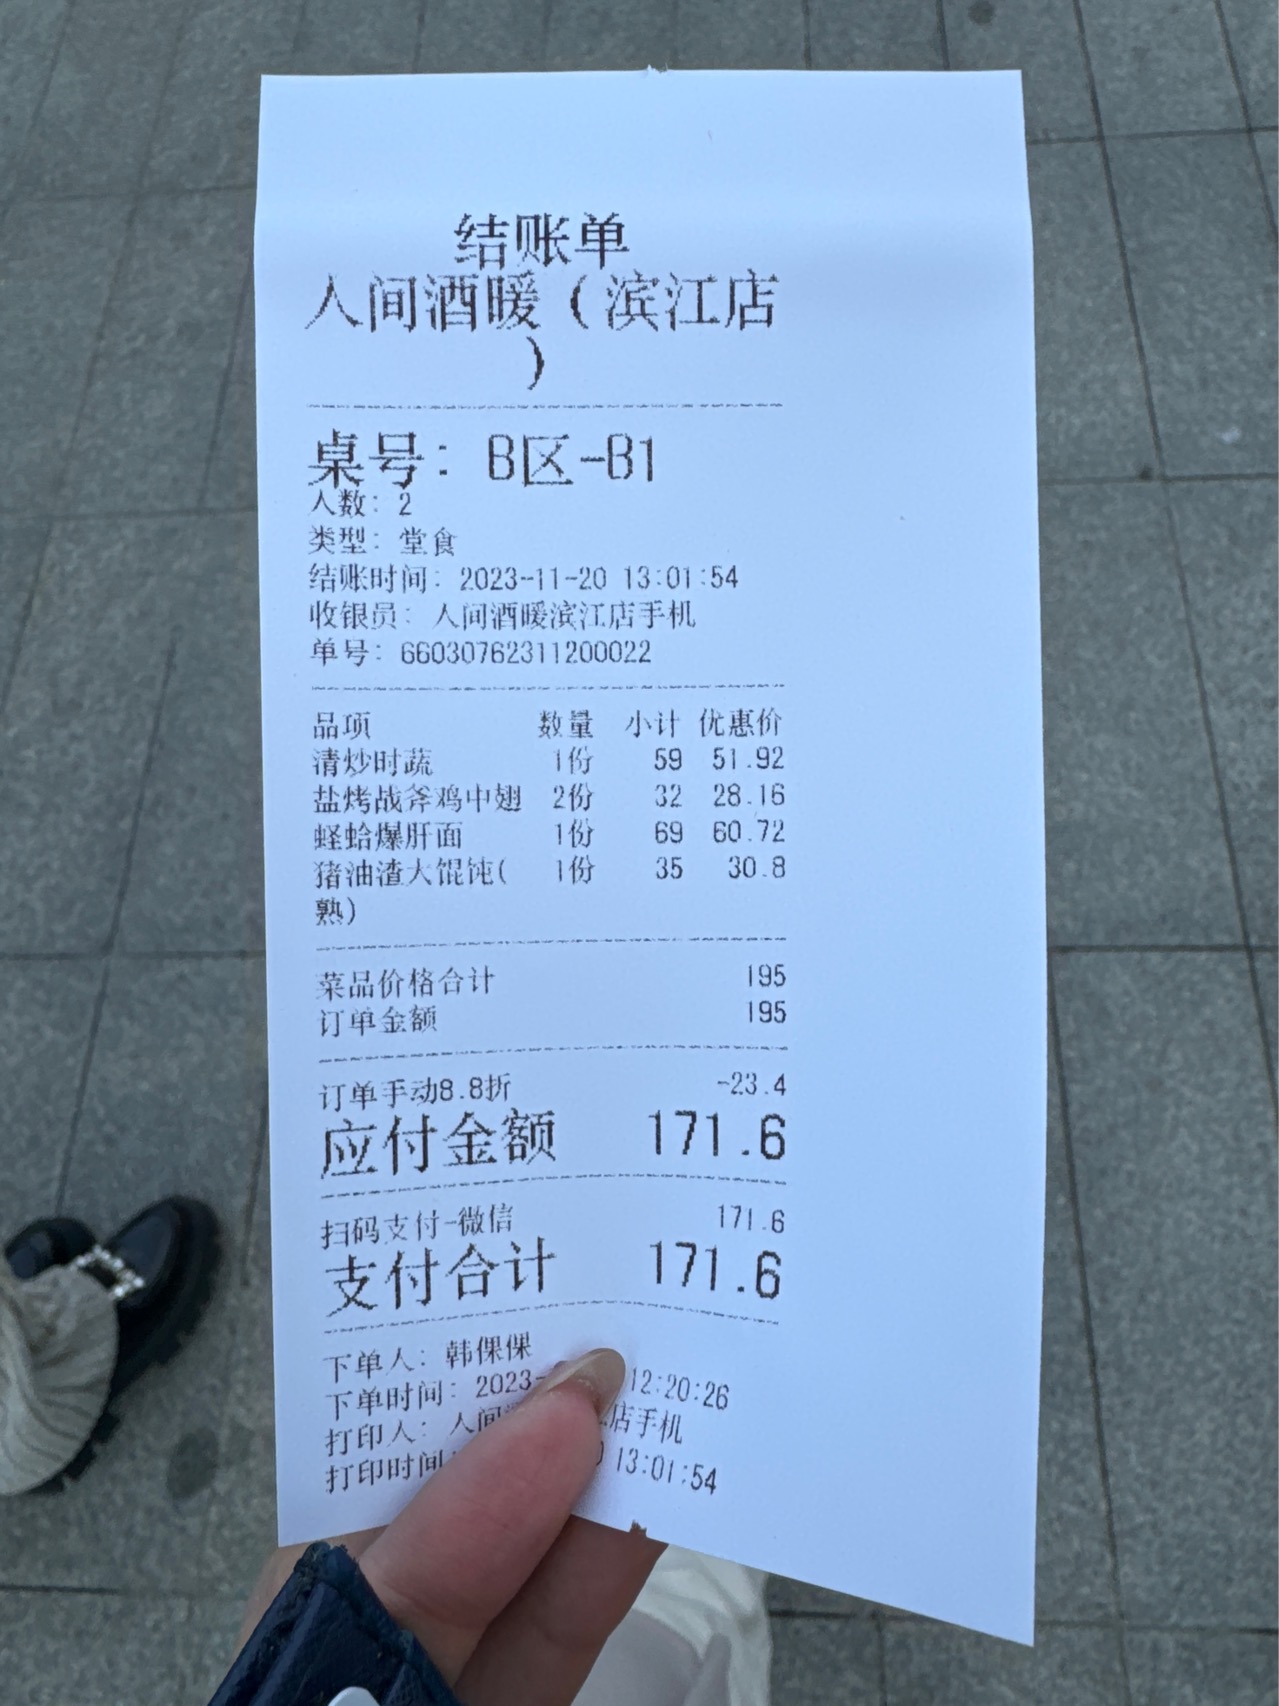 结账单
人间酒暖（滨江店
）
桌号：B区-B1
人数：2
类型：堂食
结账时间：2023-11-20 13:01:54
收银员：人间酒暖滨江店手机
单号：66030762311200022
品项 数量 小计 优惠价
清炒时蔬 1份 59 51.92
盐烤战斧鸡中翅 2份 32 28.16
蛏蛤爆肝面 1份 69 60.72
猪油渣大馄饨( 1份 35 30.8
熟)
菜品价格合计 195
订单金额 195
订单手动8.8折 -23.4
应付金额 171.6
扫码支付-微信 171.6
支付合计 171.6
下单人：韩倮倮
下单时间：2023- 12:20:26
打印人：人间 店手机
打印时间 13:01:54